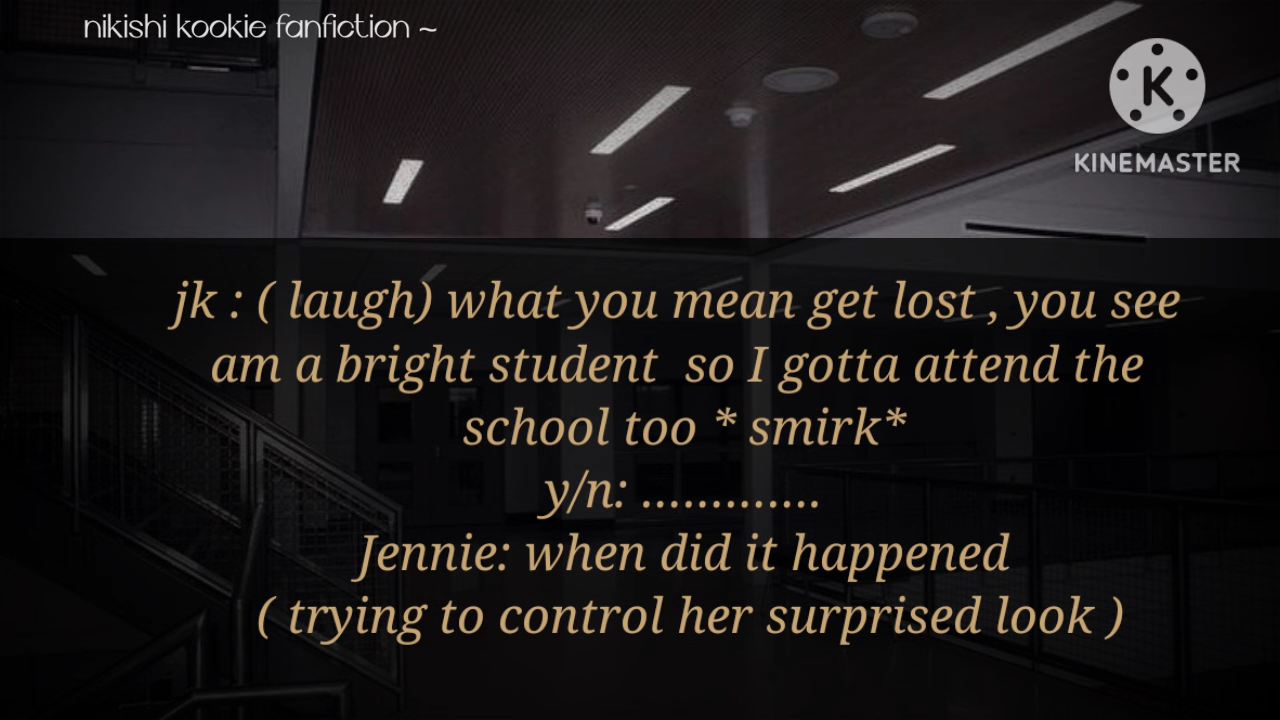 nikishi kookie fanfiction ~
K
KINEMASTER
jk : ( laugh) what you mean get lost , you see
am a bright student  so I gotta attend the
school too * smirk*
y/n: .............
Jennie: when did it happened
( trying to control her surprised look )